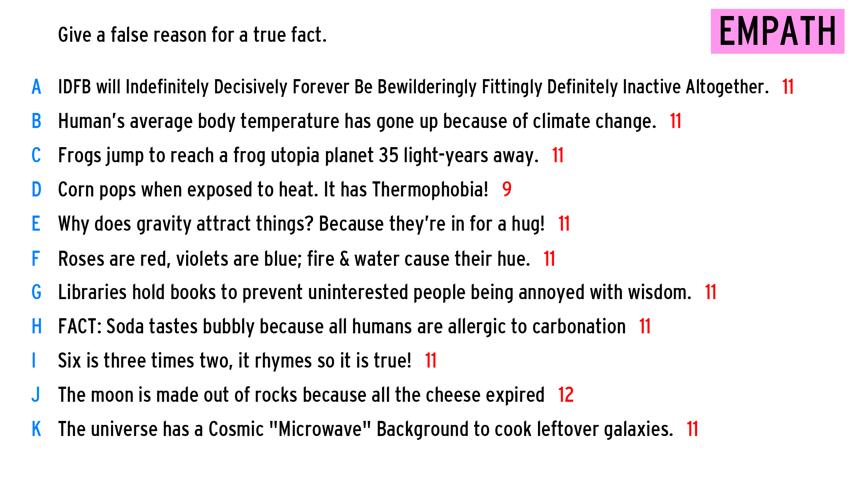 Give a false reason for a true fact.
EMPATH
A IDFB will Indefinitely Decisively Forever Be Bewilderingly Fittingly Definitely Inactive Altogether. 11
B Human's average body temperature has gone up because of climate change. 11
C Frogs jump to reach a frog utopia planet 35 light-years away. 11
D Corn pops when exposed to heat. It has Thermophobia! 9
E Why does gravity attract things? Because they're in for a hug! 11
F Roses are red, violets are blue; fire & water cause their hue. 11
G Libraries hold books to prevent uninterested people being annoyed with wisdom. 11
H FACT: Soda tastes bubbly because all humans are allergic to carbonation 11
I Six is three times two, it rhymes so it is true! 11
J The moon is made out of rocks because all the cheese expired 12
K The universe has a Cosmic "Microwave" Background to cook leftover galaxies. 11